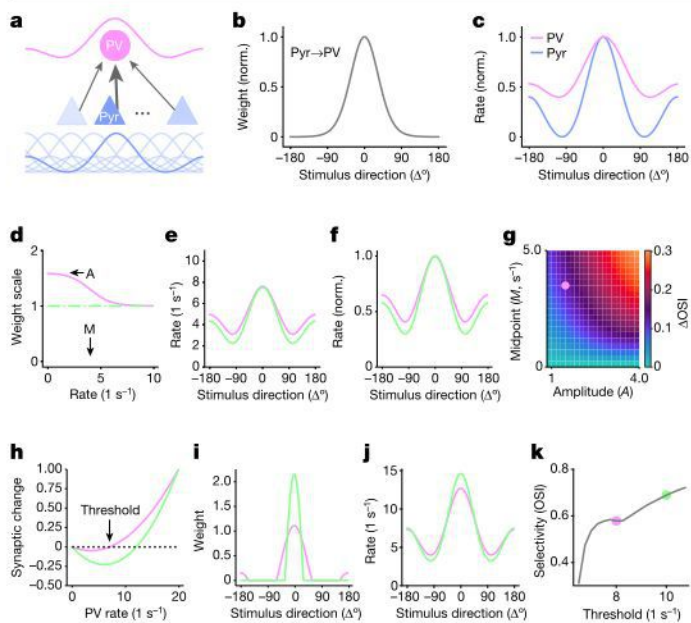 a
PV
Pyr
...
b
Weight (norm.)
1.0
0.5
0
Pyr→PV
−180 −90 0 90 180
Stimulus direction (Δº)
c
Rate (norm.)
1.0
0.5
0
PV
Pyr
−180 −90 0 90 180
Stimulus direction (Δº)
d
Weight scale
2
1
0
A
M
0 5 10
Rate (1 s⁻¹)
e
Rate (1 s⁻¹)
10
8
6
4
2
0
−180 −90 0 90 180
Stimulus direction (Δº)
f
Rate (norm.)
1.0
0.5
0
−180 −90 0 90 180
Stimulus direction (Δº)
g
Midpoint (M, s⁻¹)
5.0
1
1 4.0
Amplitude (A)
0.3
0.2
0.1
0
ΔOSI
h
Synaptic change
1.00
0.75
0.50
0.25
0
−0.25
−0.50
Threshold
0 10 20
PV rate (1 s⁻¹)
i
Weight
2.0
1.5
1.0
0.5
0
−180 −90 0 90 180
Stimulus direction (Δº)
j
Rate (1 s⁻¹)
15
10
5
0
−180 −90 0 90 180
Stimulus direction (Δº)
k
Selectivity (OSI)
0.8
0.6
0.4
8 10
Threshold (1 s⁻¹)